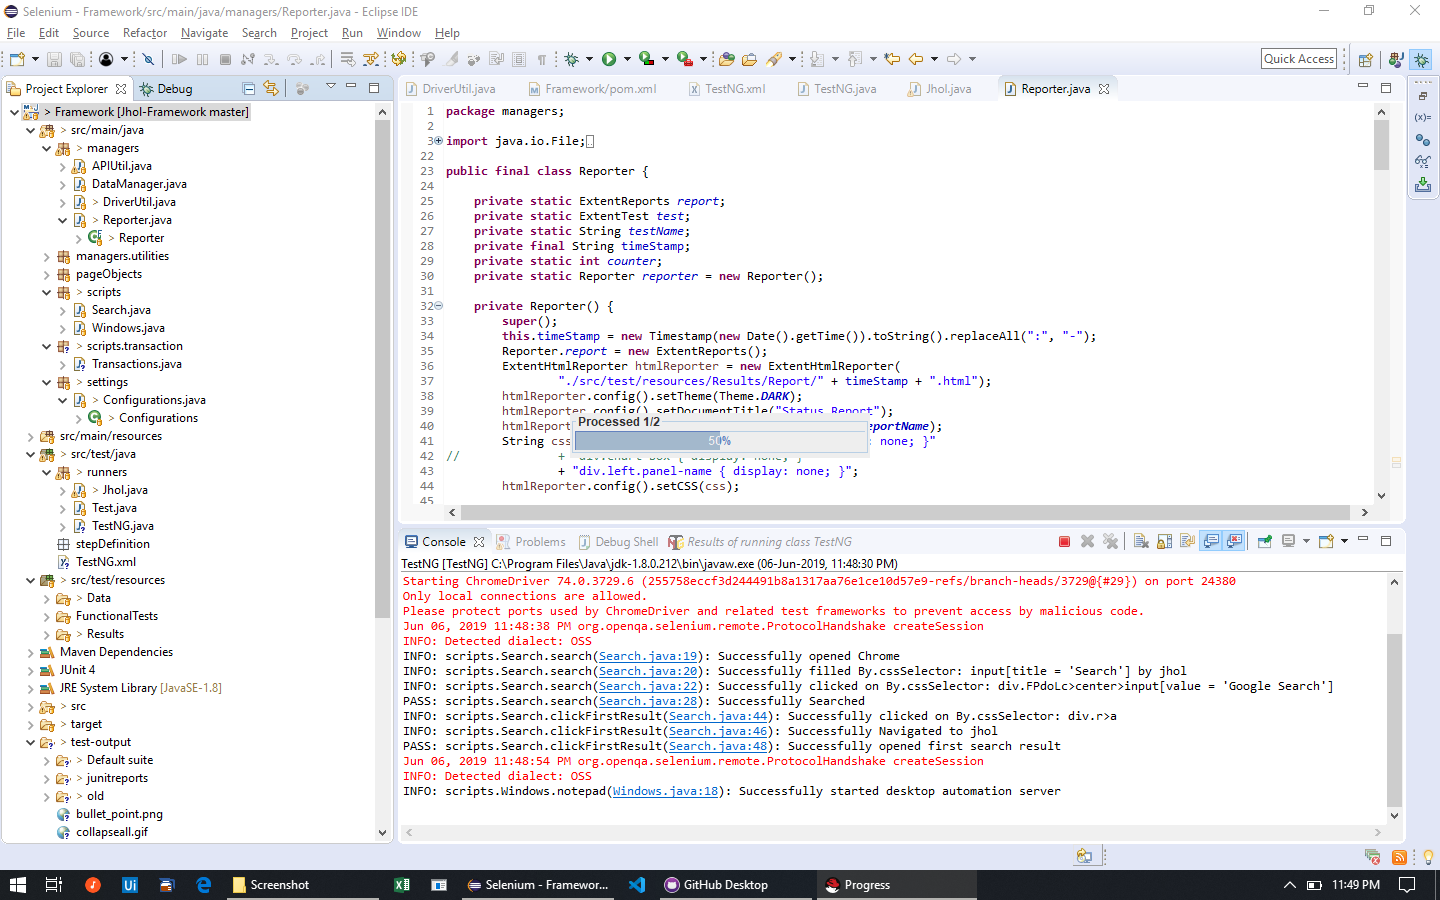 Selenium - Framework/src/main/java/managers/Reporter.java - Eclipse IDE
File Edit Source Refactor Navigate Search Project Run Window Help
Quick Access
Project Explorer Debug
> Framework [Jhol-Framework master]
> src/main/java
> managers
APIUtil.java
DataManager.java
> DriverUtil.java
> Reporter.java
> Reporter
managers.utilities
pageObjects
> scripts
Search.java
Windows.java
> scripts.transaction
Transactions.java
> settings
> Configurations.java
> Configurations
src/main/resources
> src/test/java
> runners
> Jhol.java
Test.java
TestNG.java
stepDefinition
TestNG.xml
> src/test/resources
> Data
FunctionalTests
> Results
Maven Dependencies
JUnit 4
JRE System Library [JavaSE-1.8]
> src
> target
> test-output
> Default suite
> junitreports
> old
bullet_point.png
collapseall.gif
DriverUtil.java Framework/pom.xml TestNG.xml TestNG.java Jhol.java Reporter.java
1 package managers;
2
3 import java.io.File;
22
23 public final class Reporter {
24
25 private static ExtentReports report;
26 private static ExtentTest test;
27 private static String testName;
28 private final String timeStamp;
29 private static int counter;
30 private static Reporter reporter = new Reporter();
31
32 private Reporter() {
33 super();
34 this.timeStamp = new Timestamp(new Date().getTime()).toString().replaceAll(":", "-");
35 Reporter.report = new ExtentReports();
36 ExtentHtmlReporter htmlReporter = new ExtentHtmlReporter(
37 "./src/test/resources/Results/Report/" + timeStamp + ".html");
38 htmlReporter.config().setTheme(Theme.DARK);
39 htmlReporter.config().setDocumentTitle("Status Report");
40 htmlRepor eportName);
41 String css : none; }"
42 // + "div.chart-box { display: none; }"
43 + "div.left.panel-name { display: none; }";
44 htmlReporter.config().setCSS(css);
45
Processed 1/2
50%
Console Problems Debug Shell Results of running class TestNG
TestNG [TestNG] C:\Program Files\Java\jdk-1.8.0.212\bin\javaw.exe (06-Jun-2019, 11:48:30 PM)
Starting ChromeDriver 74.0.3729.6 (255758eccf3d244491b8a1317aa76e1ce10d57e9-refs/branch-heads/3729@{#29}) on port 24380
Only local connections are allowed.
Please protect ports used by ChromeDriver and related test frameworks to prevent access by malicious code.
Jun 06, 2019 11:48:38 PM org.openqa.selenium.remote.ProtocolHandshake createSession
INFO: Detected dialect: OSS
INFO: scripts.Search.search(Search.java:19): Successfully opened Chrome
INFO: scripts.Search.search(Search.java:20): Successfully filled By.cssSelector: input[title = 'Search'] by jhol
INFO: scripts.Search.search(Search.java:22): Successfully clicked on By.cssSelector: div.FPdoLc>center>input[value = 'Google Search']
PASS: scripts.Search.search(Search.java:28): Successfully Searched
INFO: scripts.Search.clickFirstResult(Search.java:44): Successfully clicked on By.cssSelector: div.r>a
INFO: scripts.Search.clickFirstResult(Search.java:46): Successfully Navigated to jhol
PASS: scripts.Search.clickFirstResult(Search.java:48): Successfully opened first search result
Jun 06, 2019 11:48:54 PM org.openqa.selenium.remote.ProtocolHandshake createSession
INFO: Detected dialect: OSS
INFO: scripts.Windows.notepad(Windows.java:18): Successfully started desktop automation server
Ui Screenshot Selenium - Framewor... GitHub Desktop Progress 11:49 PM